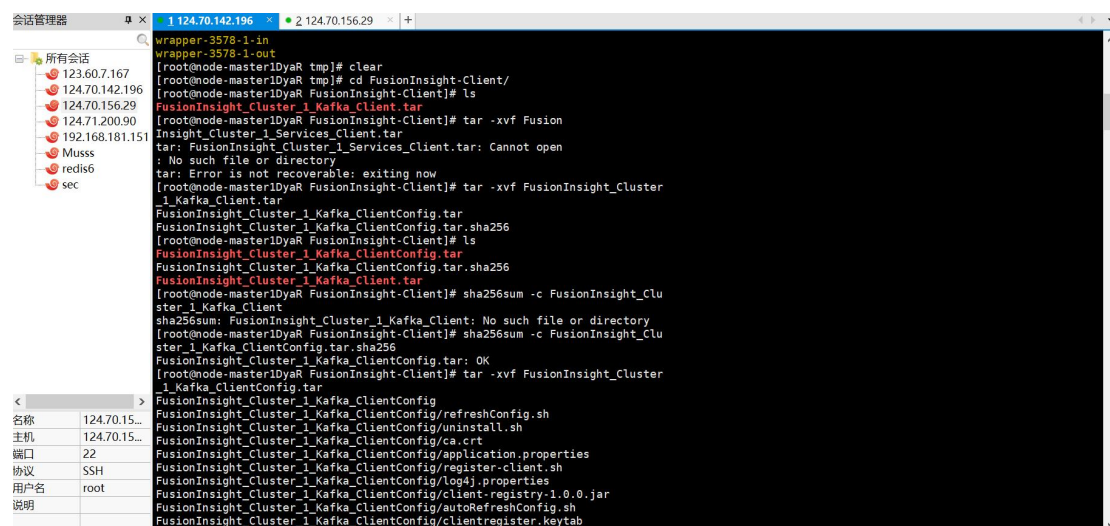 会话管理器
1 124.70.142.196
2 124.70.156.29
所有会话
123.60.7.167
124.70.142.196
124.70.156.29
124.71.200.90
192.168.181.151
Musss
redis6
sec
名称 124.70.15...
主机 124.70.15...
端口 22
协议 SSH
用户名 root
说明
wrapper-3578-1-in
wrapper-3578-1-out
[root@node-master1DyaR tmp]# clear
[root@node-master1DyaR tmp]# cd FusionInsight-Client/
[root@node-master1DyaR FusionInsight-Client]# ls
FusionInsight_Cluster_1_Kafka_Client.tar
[root@node-master1DyaR FusionInsight-Client]# tar -xvf Fusion
Insight_Cluster_1_Services_Client.tar
tar: FusionInsight_Cluster_1_Services_Client.tar: Cannot open
: No such file or directory
tar: Error is not recoverable: exiting now
[root@node-master1DyaR FusionInsight-Client]# tar -xvf FusionInsight_Cluster
_1_Kafka_Client.tar
FusionInsight_Cluster_1_Kafka_ClientConfig.tar
FusionInsight_Cluster_1_Kafka_ClientConfig.tar.sha256
[root@node-master1DyaR FusionInsight-Client]# ls
FusionInsight_Cluster_1_Kafka_ClientConfig.tar
FusionInsight_Cluster_1_Kafka_ClientConfig.tar.sha256
FusionInsight_Cluster_1_Kafka_Client.tar
[root@node-master1DyaR FusionInsight-Client]# sha256sum -c FusionInsight_Clu
ster_1_Kafka_Client
sha256sum: FusionInsight_Cluster_1_Kafka_Client: No such file or directory
[root@node-master1DyaR FusionInsight-Client]# sha256sum -c FusionInsight_Clu
ster_1_Kafka_ClientConfig.tar.sha256
FusionInsight_Cluster_1_Kafka_ClientConfig.tar: OK
[root@node-master1DyaR FusionInsight-Client]# tar -xvf FusionInsight_Cluster
_1_Kafka_ClientConfig.tar
FusionInsight_Cluster_1_Kafka_ClientConfig
FusionInsight_Cluster_1_Kafka_ClientConfig/refreshConfig.sh
FusionInsight_Cluster_1_Kafka_ClientConfig/uninstall.sh
FusionInsight_Cluster_1_Kafka_ClientConfig/ca.crt
FusionInsight_Cluster_1_Kafka_ClientConfig/application.properties
FusionInsight_Cluster_1_Kafka_ClientConfig/register-client.sh
FusionInsight_Cluster_1_Kafka_ClientConfig/log4j.properties
FusionInsight_Cluster_1_Kafka_ClientConfig/client-registry-1.0.0.jar
FusionInsight_Cluster_1_Kafka_ClientConfig/autoRefreshConfig.sh
FusionInsight_Cluster_1_Kafka_ClientConfig/clientregister.keytab